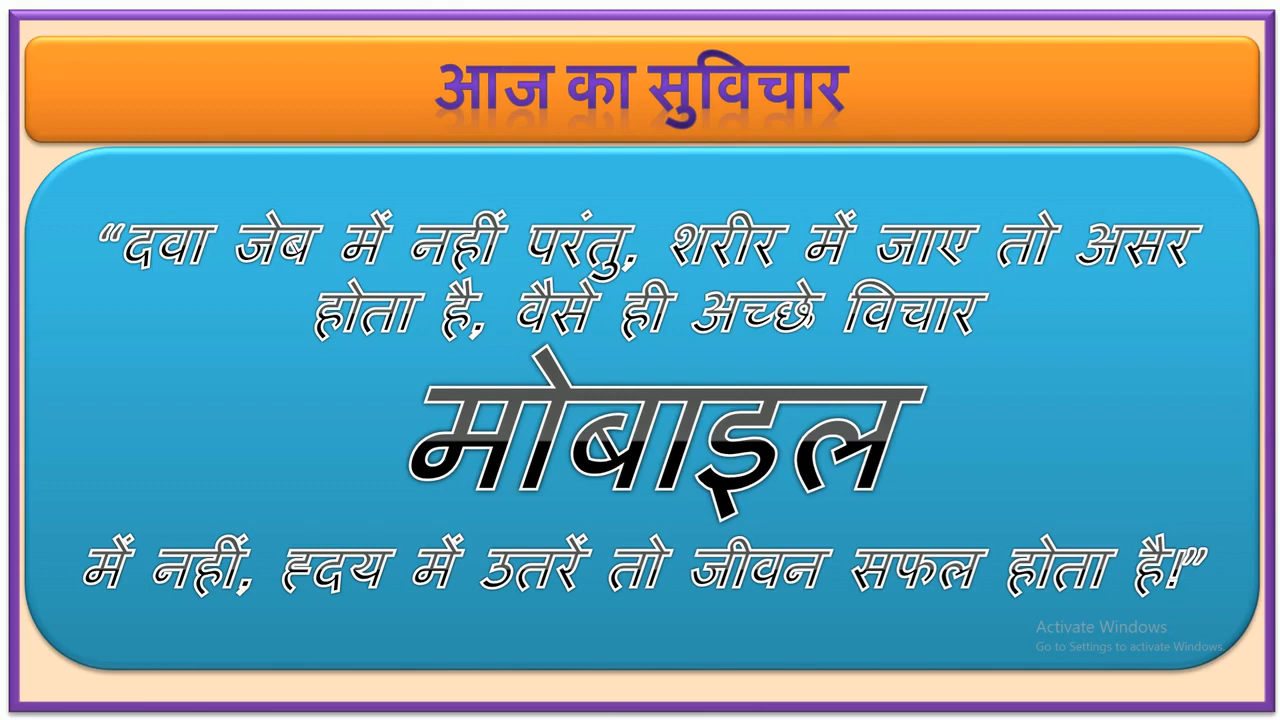 आज का सुविचार
“दवा जेब में नहीं परंतु, शरीर में जाए तो असर
होता है, वैसे ही अच्छे विचार
मोबाइल
में नहीं, ह्दय में उतरें तो जीवन सफल होता है!”
Activate Windows
Go to Settings to activate Windows.